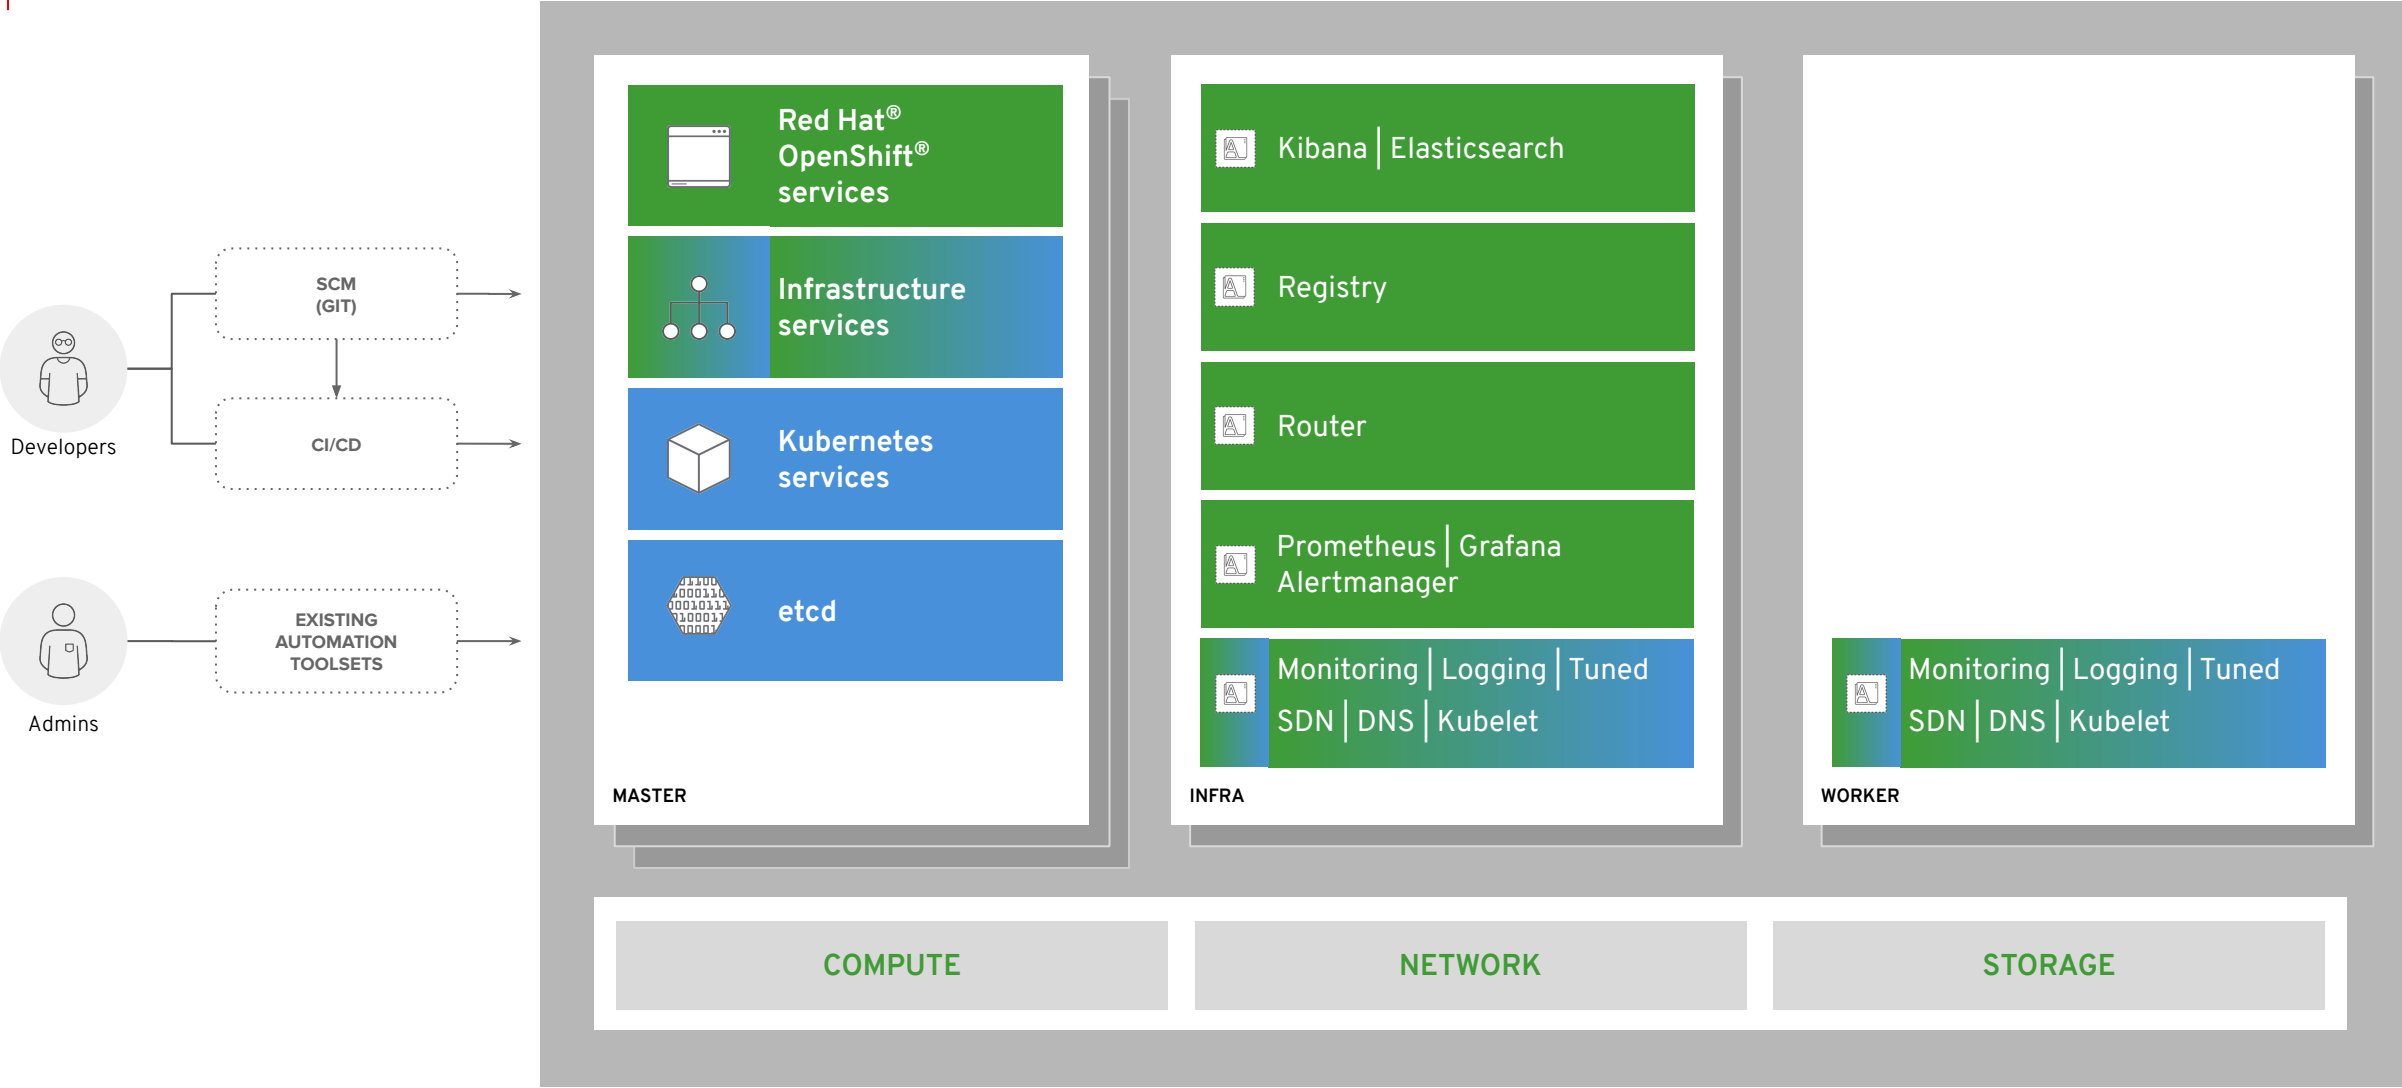 SCM
(GIT)
CI/CD
Developers
EXISTING
AUTOMATION
TOOLSETS
Admins
Red Hat®
OpenShift®
services
Infrastructure
services
Kubernetes
services
etcd
MASTER
Kibana | Elasticsearch
Registry
Router
Prometheus | Grafana
Alertmanager
Monitoring | Logging | Tuned
SDN | DNS | Kubelet
INFRA
Monitoring | Logging | Tuned
SDN | DNS | Kubelet
WORKER
COMPUTE
NETWORK
STORAGE